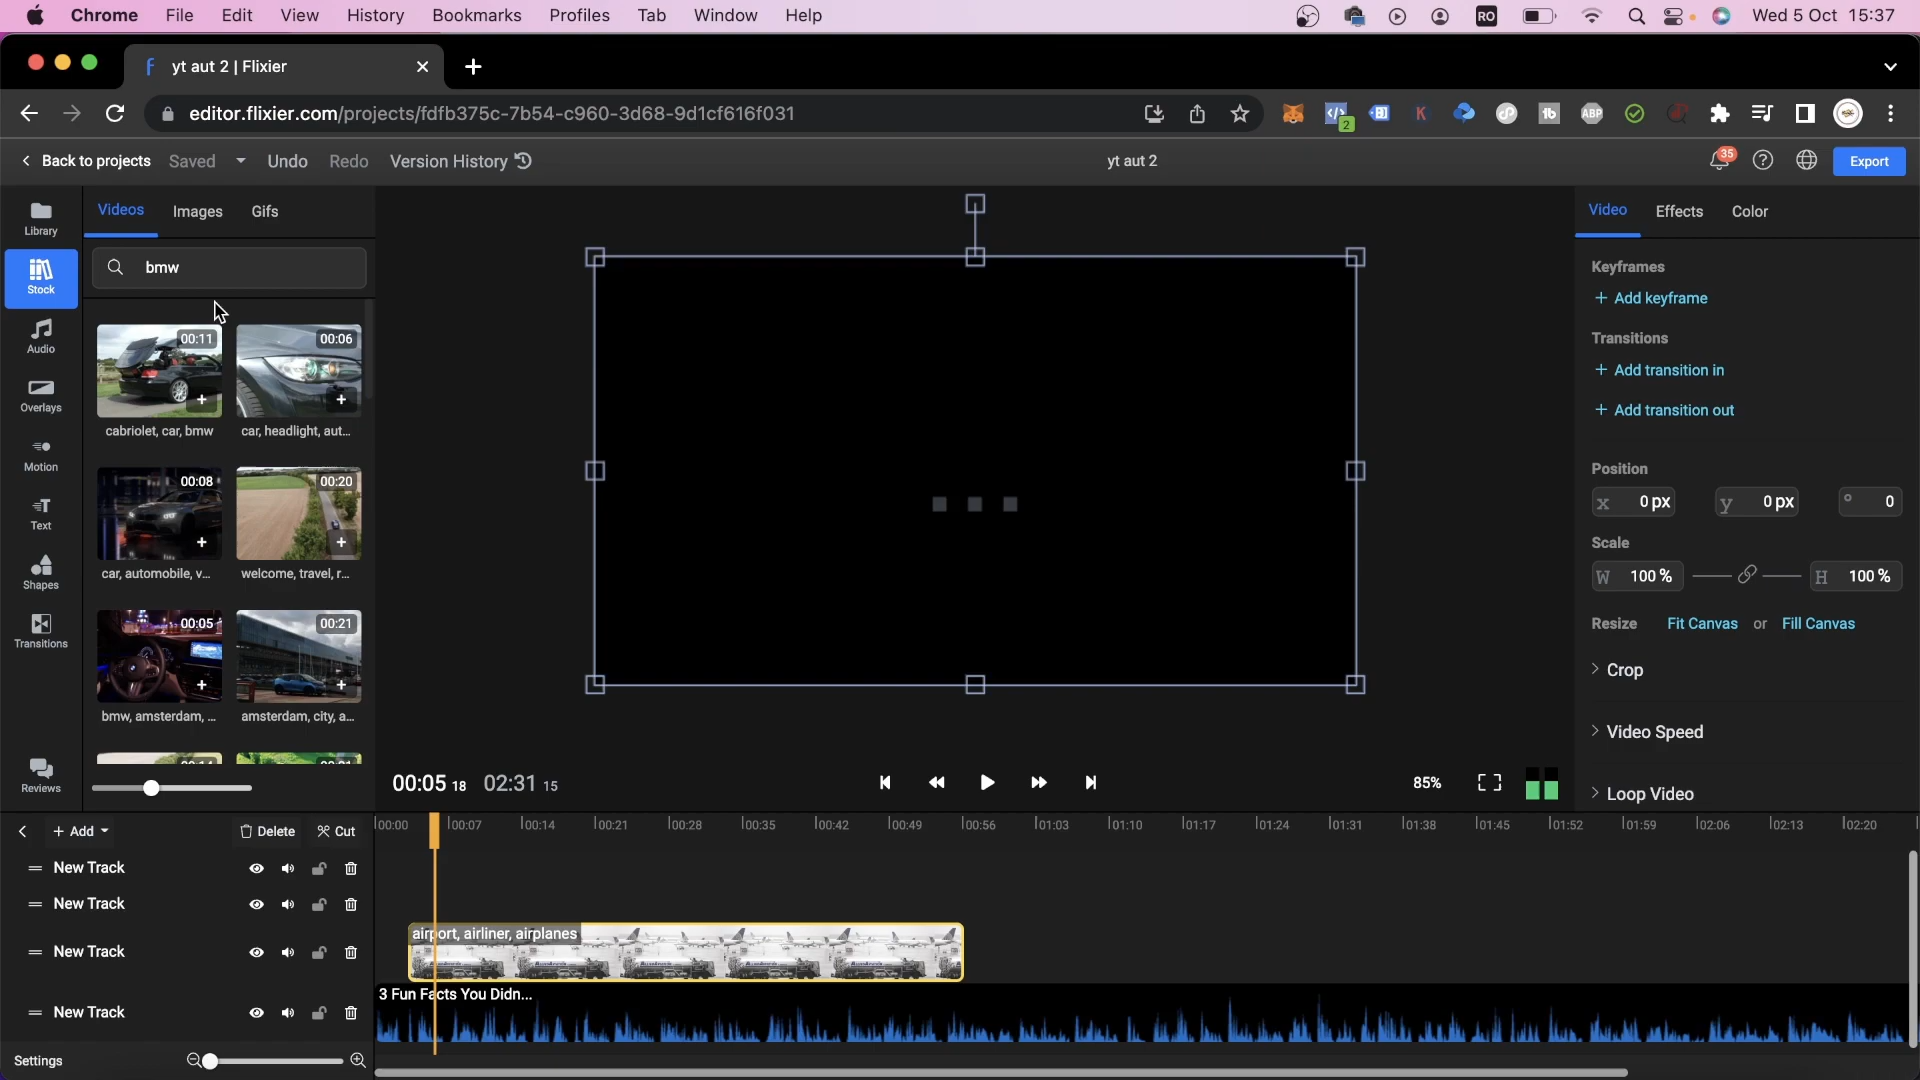 Chrome File Edit View History Bookmarks Profiles Tab Window Help RO Wed 5 Oct 15:37
yt aut 2 | Flixier
editor.flixier.com/projects/fdfb375c-7b54-c960-3d68-9d1cf616f031 2 K tb ABP
Back to projects Saved Undo Redo Version History yt aut 2 35 Export
Library
Stock
Audio
Overlays
Motion
Text
Shapes
Transitions
Reviews
Videos Images Gifs
bmw
00:11 00:06
cabriolet, car, bmw car, headlight, aut...
00:08 00:20
car, automobile, v... welcome, travel, r...
00:05 00:21
bmw, amsterdam, ... amsterdam, city, a...
00:05 18 02:31 15 85%
Video Effects Color
Keyframes
+ Add keyframe
Transitions
+ Add transition in
+ Add transition out
Position
x 0 px y 0 px ° 0
Scale
W 100 % H 100 %
Resize Fit Canvas or Fill Canvas
Crop
Video Speed
Loop Video
+ Add Delete Cut
00:00 00:07 00:14 00:21 00:28 00:35 00:42 00:49 00:56 01:03 01:10 01:17 01:24 01:31 01:38 01:45 01:52 01:59 02:06 02:13 02:20
New Track
New Track
New Track airport, airliner, airplanes
New Track 3 Fun Facts You Didn...
Settings